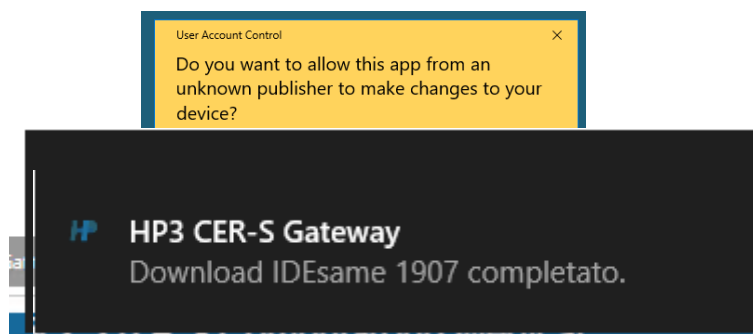 User Account Control
Do you want to allow this app from an
unknown publisher to make changes to your
device?
HP
HP3 CER-S Gateway
Download IDEsame 1907 completato.